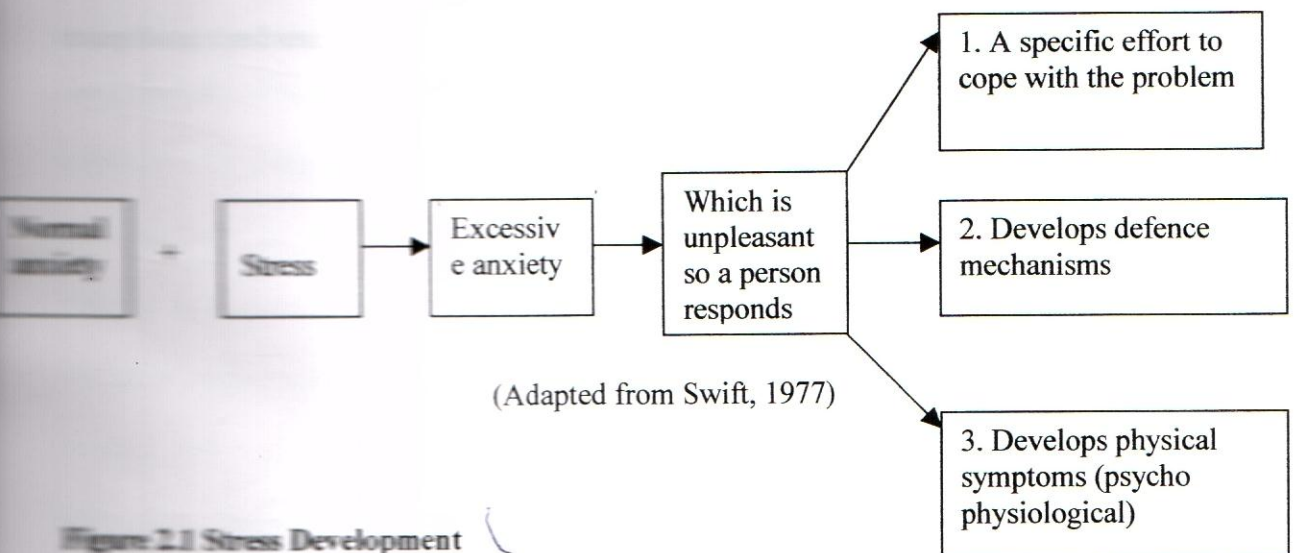 1. A specific effort to
cope with the problem
Normal
anxiety
+
Stress
Excessiv
e anxiety
Which is
unpleasant
so a person
responds
2. Develops defence
mechanisms
(Adapted from Swift, 1977)
3. Develops physical
symptoms (psycho
physiological)
Figure 2.1 Stress Development